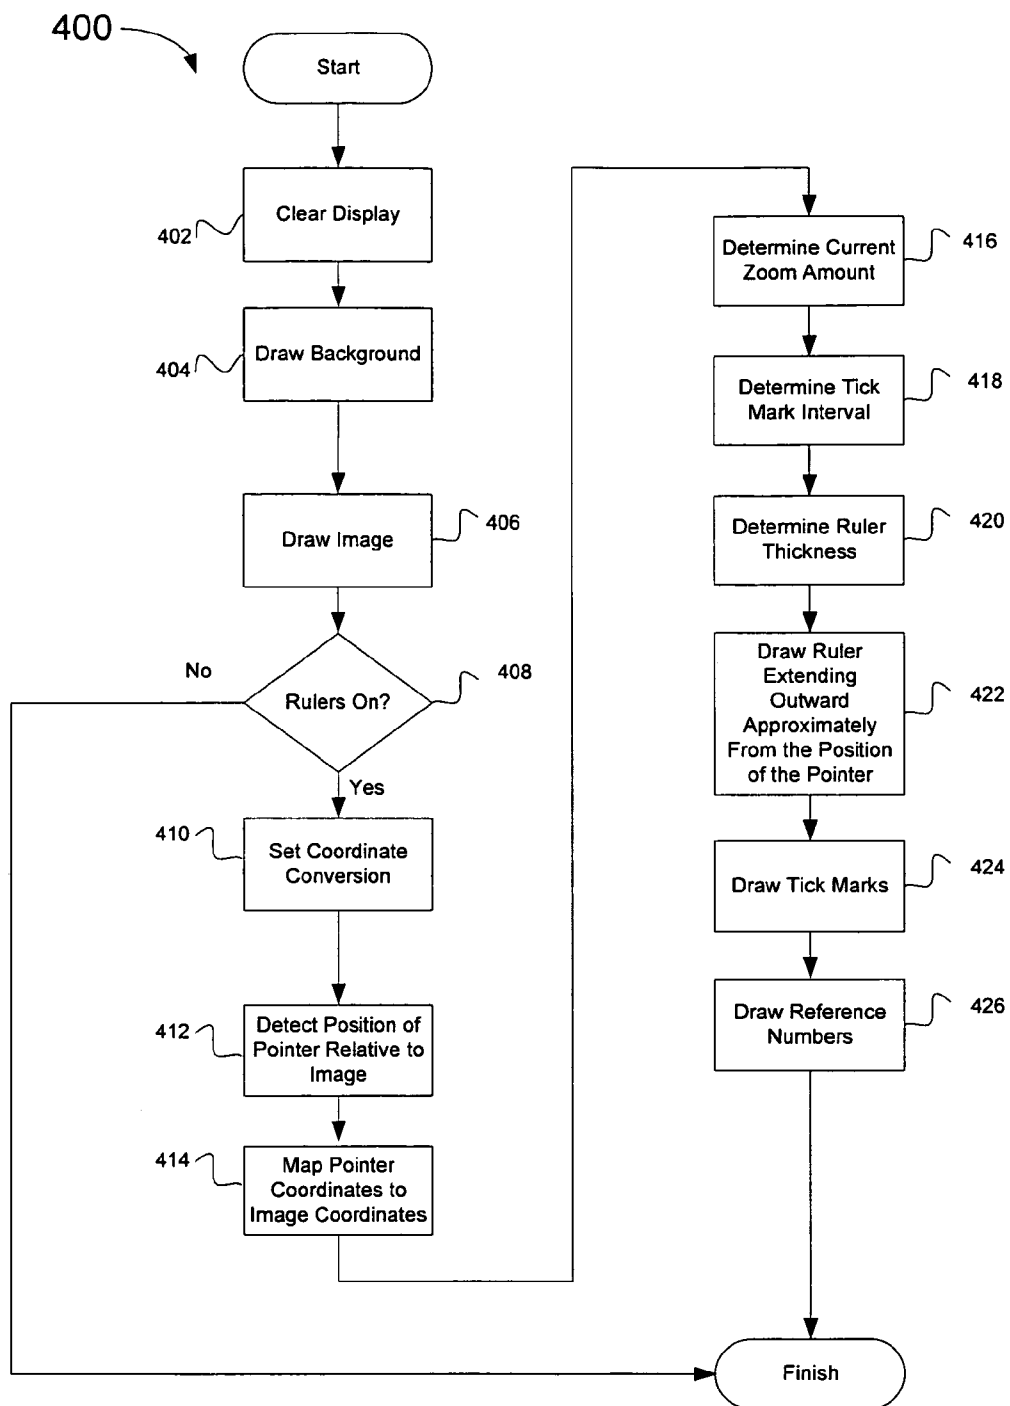 400
Start
Clear Display
402
Draw Background
404
Draw Image
406
Rulers On?
408
No
Yes
410
Set Coordinate
Conversion
412
Detect Position of
Pointer Relative to
Image
414
Map Pointer
Coordinates to
Image Coordinates
Determine Current
Zoom Amount
416
Determine Tick
Mark Interval
418
Determine Ruler
Thickness
420
Draw Ruler
Extending
Outward
Approximately
From the Position
of the Pointer
422
Draw Tick Marks
424
Draw Reference
Numbers
426
Finish